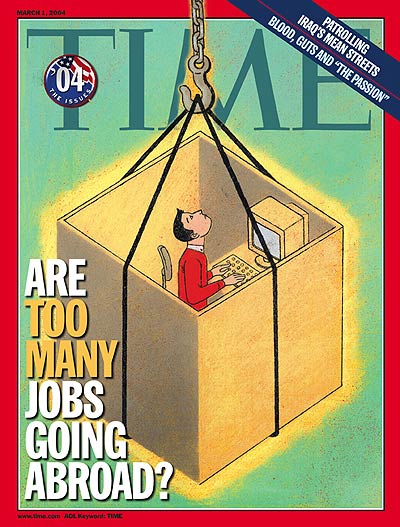 MARCH 1, 2004
PATROLLING
IRAQ'S MEAN STREETS
BLOOD, GUTS AND "THE PASSION"
'04
THE ISSUES
TIME
ARE
TOO
MANY
JOBS
GOING
ABROAD?
www.time.com AOL Keyword: TIME